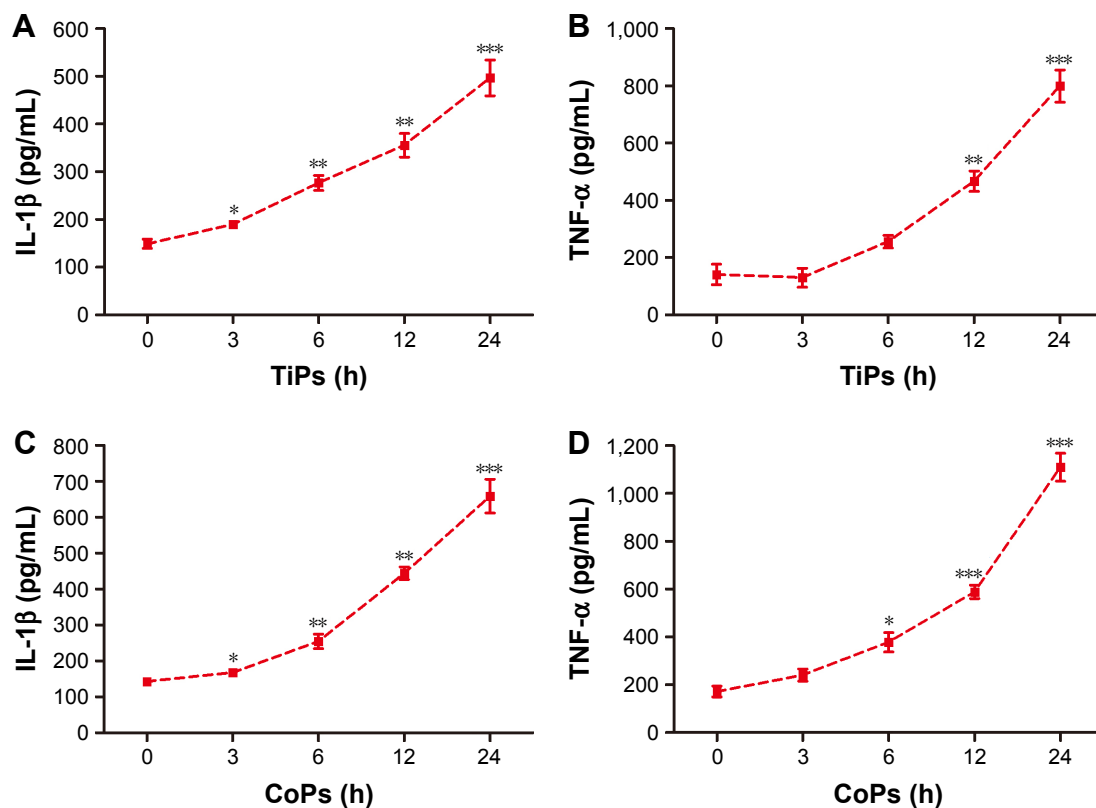 A
IL-1β (pg/mL)
600
500
400
300
200
100
0
*
**
**
***
0 3 6 12 24
TiPs (h)
B
TNF-α (pg/mL)
1,000
800
600
400
200
0
**
***
0 3 6 12 24
TiPs (h)
C
IL-1β (pg/mL)
800
700
600
500
400
300
200
100
0
*
**
**
***
0 3 6 12 24
CoPs (h)
D
TNF-α (pg/mL)
1,200
1,000
800
600
400
200
0
*
***
***
0 3 6 12 24
CoPs (h)